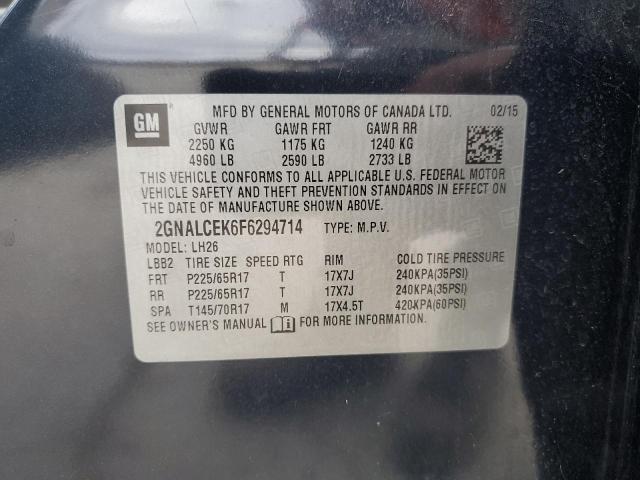 GM
MFD BY GENERAL MOTORS OF CANADA LTD. 02/15
GVWR GAWR FRT GAWR RR
2250 KG 1175 KG 1240 KG
4960 LB 2590 LB 2733 LB
THIS VEHICLE CONFORMS TO ALL APPLICABLE U.S. FEDERAL MOTOR
VEHICLE SAFETY AND THEFT PREVENTION STANDARDS IN EFFECT ON
THE DATE OF MANUFACTURE SHOWN ABOVE.
2GNALCEK6F6294714 TYPE: M.P.V.
MODEL: LH26
LBB2 TIRE SIZE SPEED RTG RIM COLD TIRE PRESSURE
FRT P225/65R17 T 17X7J 240KPA(35PSI)
RR P225/65R17 T 17X7J 240KPA(35PSI)
SPA T145/70R17 M 17X4.5T 420KPA(60PSI)
SEE OWNER'S MANUAL FOR MORE INFORMATION.